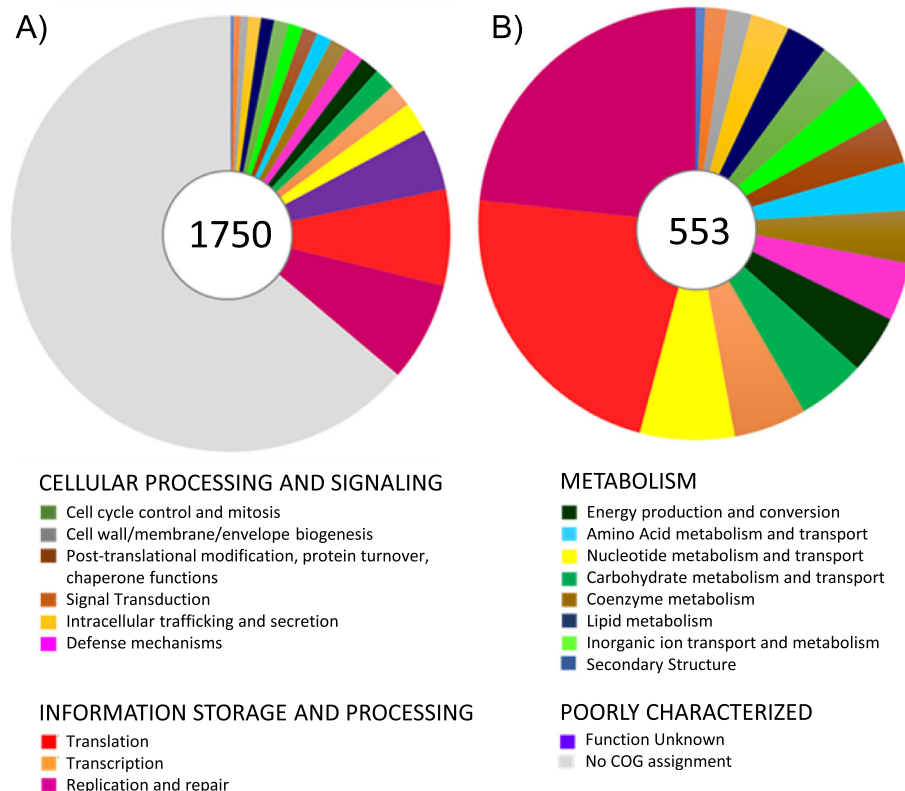 A)
B)
1750
553
CELLULAR PROCESSING AND SIGNALING
Cell cycle control and mitosis
Cell wall/membrane/envelope biogenesis
Post-translational modification, protein turnover,
chaperone functions
Signal Transduction
Intracellular trafficking and secretion
Defense mechanisms
METABOLISM
Energy production and conversion
Amino Acid metabolism and transport
Nucleotide metabolism and transport
Carbohydrate metabolism and transport
Coenzyme metabolism
Lipid metabolism
Inorganic ion transport and metabolism
Secondary Structure
INFORMATION STORAGE AND PROCESSING
Translation
Transcription
Replication and repair
POORLY CHARACTERIZED
Function Unknown
No COG assignment